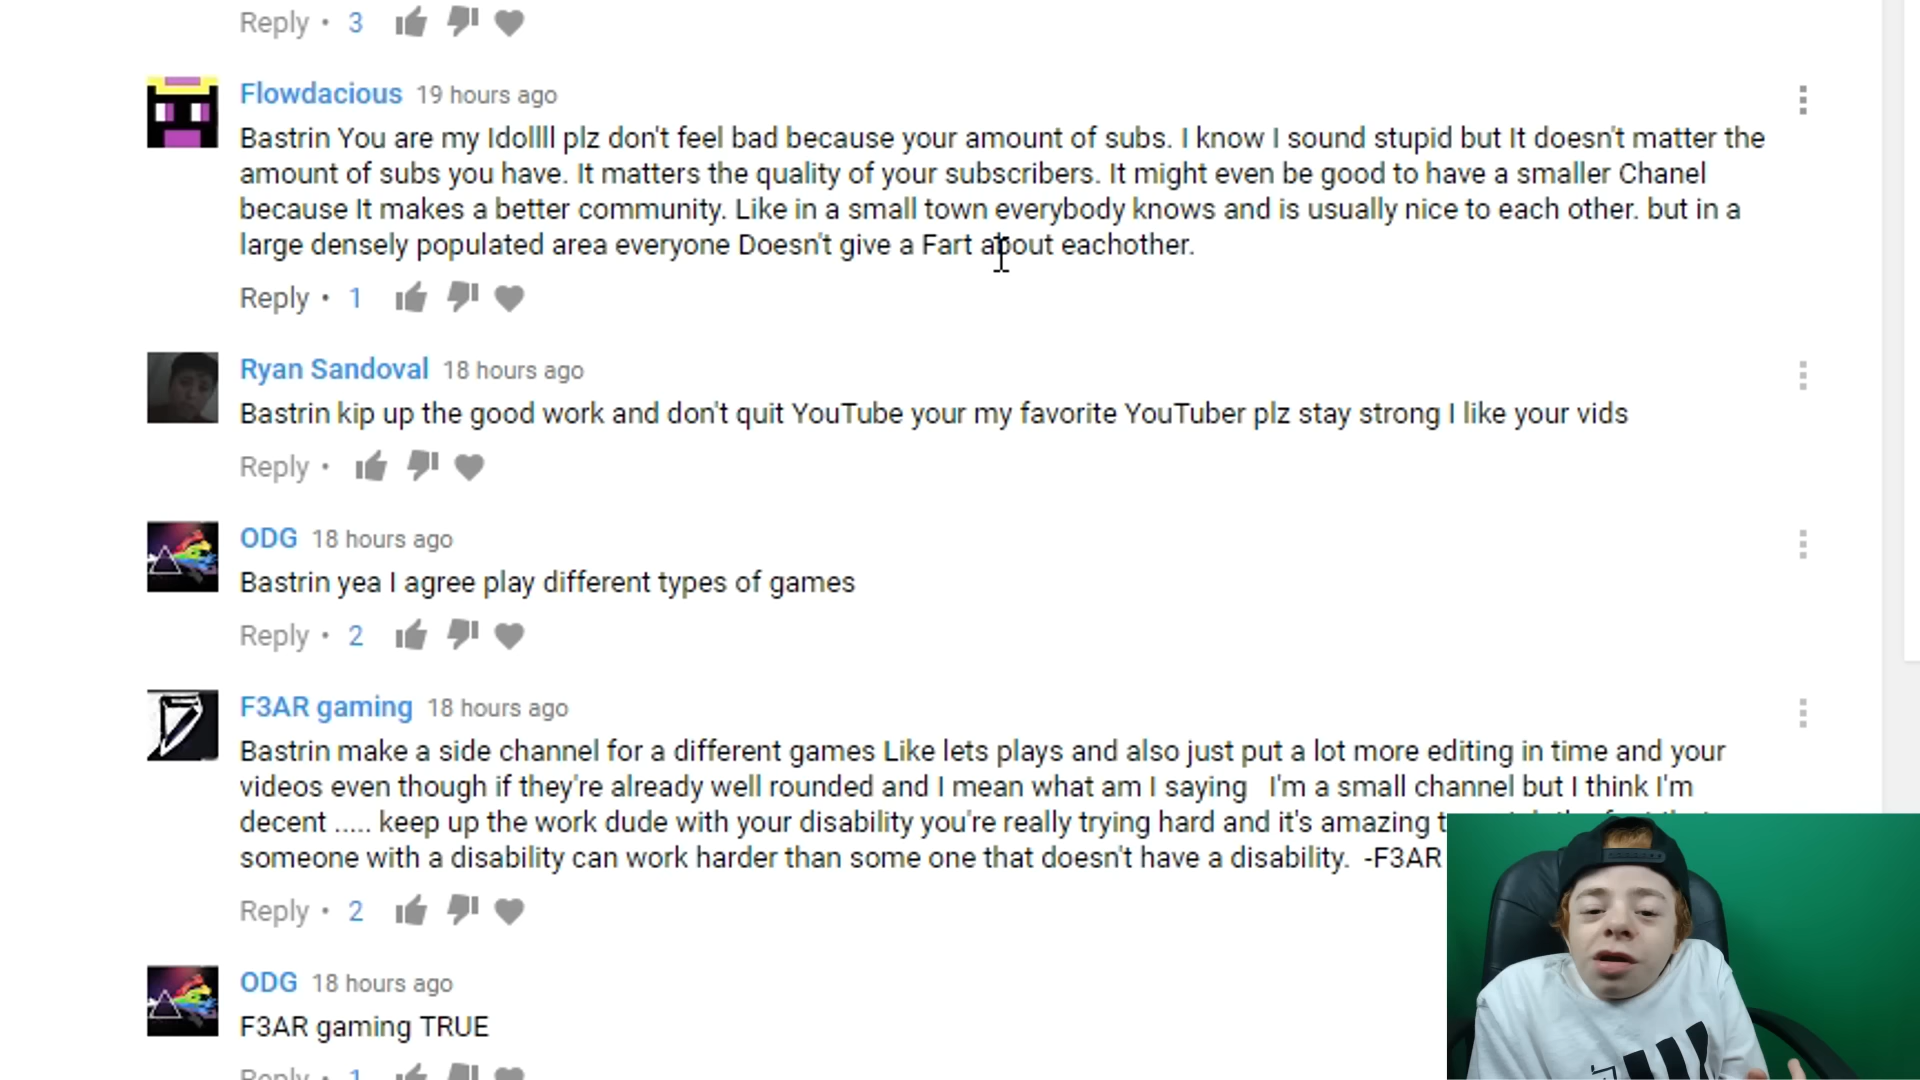 Reply • 3
Flowdacious 19 hours ago
Bastrin You are my Idollll plz don't feel bad because your amount of subs. I know I sound stupid but It doesn't matter the
amount of subs you have. It matters the quality of your subscribers. It might even be good to have a smaller Chanel
because It makes a better community. Like in a small town everybody knows and is usually nice to each other. but in a
large densely populated area everyone Doesn't give a Fart about eachother.
Reply • 1
Ryan Sandoval 18 hours ago
Bastrin kip up the good work and don't quit YouTube your my favorite YouTuber plz stay strong I like your vids
Reply •
ODG 18 hours ago
Bastrin yea I agree play different types of games
Reply • 2
F3AR gaming 18 hours ago
Bastrin make a side channel for a different games Like lets plays and also just put a lot more editing in time and your
videos even though if they're already well rounded and I mean what am I saying I'm a small channel but I think I'm
decent ..... keep up the work dude with your disability you're really trying hard and it's amazing
someone with a disability can work harder than some one that doesn't have a disability. -F3AR
Reply • 2
ODG 18 hours ago
F3AR gaming TRUE
Reply • 1